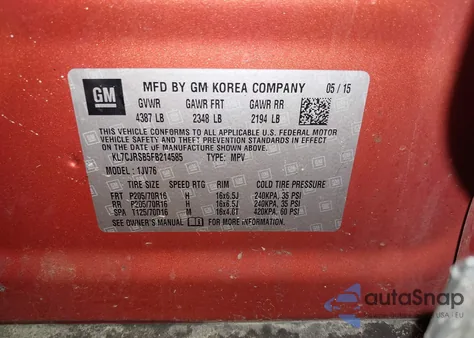 GM
MFD BY GM KOREA COMPANY 05 / 15
GVWR GAWR FRT GAWR RR
4387 LB 2348 LB 2194 LB
THIS VEHICLE CONFORMS TO ALL APPLICABLE U.S. FEDERAL MOTOR
VEHICLE SAFETY AND THEFT PREVENTION STANDARDS IN EFFECT
ON THE DATE OF MANUFACTURE SHOWN ABOVE.
KL7CJRSB5FB214585 TYPE: MPV
MODEL: 1JV76
TIRE SIZE SPEED RTG RIM COLD TIRE PRESSURE
FRT P205/70R16 H 16x6.5J 240KPA, 35 PSI
RR P205/70R16 H 16x6.5J 240KPA, 35 PSI
SPA T125/70D16 M 16x4.0T 420KPA, 60 PSI
SEE OWNER'S MANUAL FOR MORE INFORMATION.
autoSnap